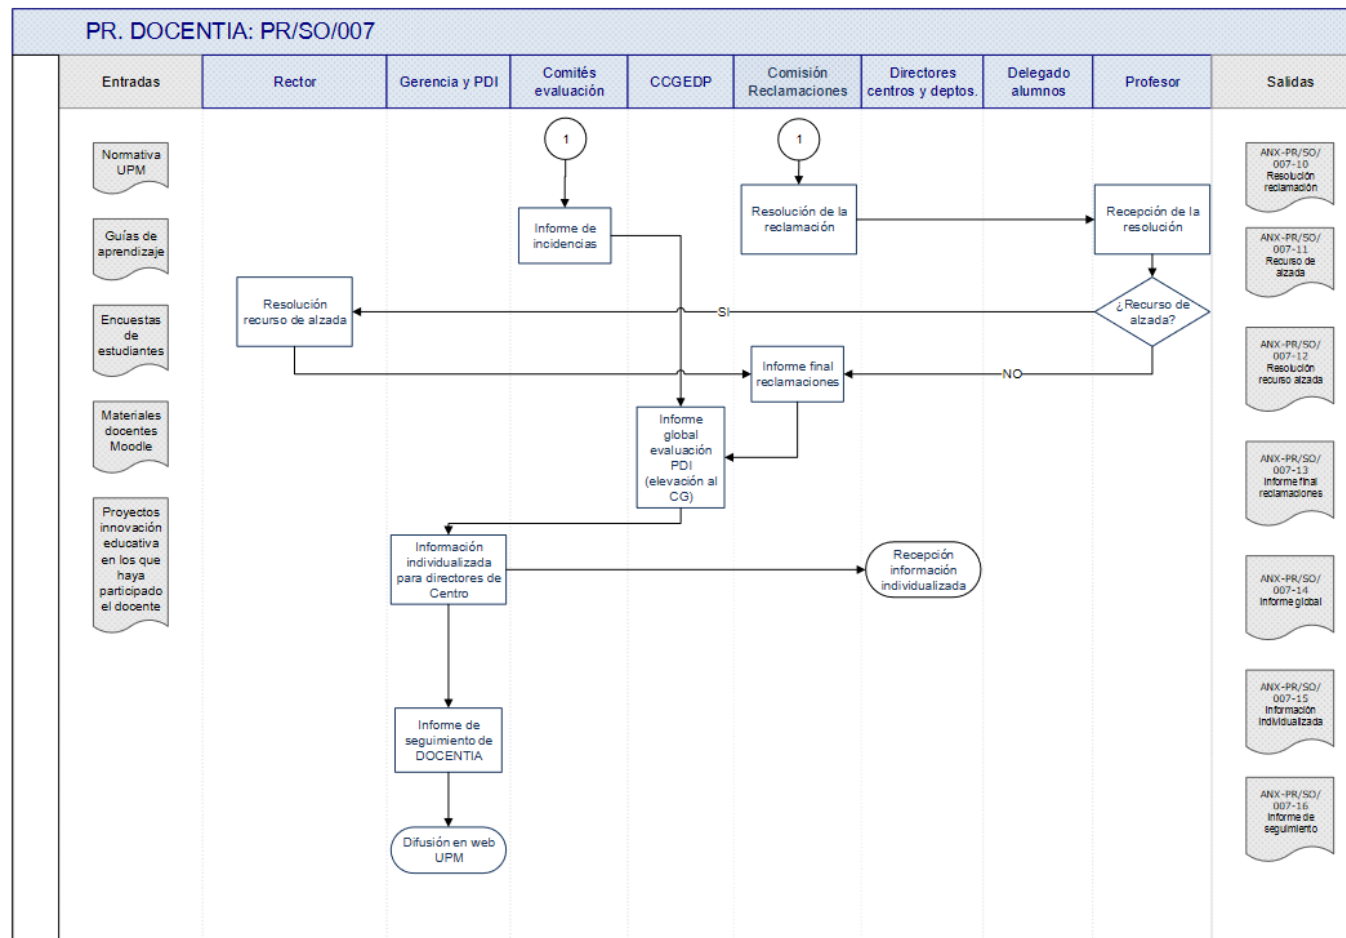 PR. DOCENTIA: PR/SO/007
Entradas
Rector
Gerencia y PDI
Comités
evaluación
CCGEDP
Comisión
Reclamaciones
Directores
centros y deptos.
Delegado
alumnos
Profesor
Salidas
Normativa
UPM
Guías de
aprendizaje
Encuestas
de
estudiantes
Materiales
docentes
Moodle
Proyectos
innovación
educativa
en los que
haya
participado
el docente
1
1
Informe de
incidencias
Resolución de la
reclamación
Recepción de la
resolución
Resolución
recurso de alzada
SI
¿Recurso de
alzada?
Informe final
reclamaciones
NO
Informe
global
evaluación
PDI
(elevación al
CG)
Información
individualizada
para directores de
Centro
Recepción
información
individualizada
Informe de
seguimiento de
DOCENTIA
Difusión en web
UPM
ANX-PR/SO/
007-10
Resolución
reclamación
ANX-PR/SO/
007-11
Recurso de
alzada
ANX-PR/SO/
007-12
Resolución
recurso alzada
ANX-PR/SO/
007-13
Informe final
reclamaciones
ANX-PR/SO/
007-14
Informe global
ANX-PR/SO/
007-15
Información
individualizada
ANX-PR/SO/
007-16
Informe de
seguimiento